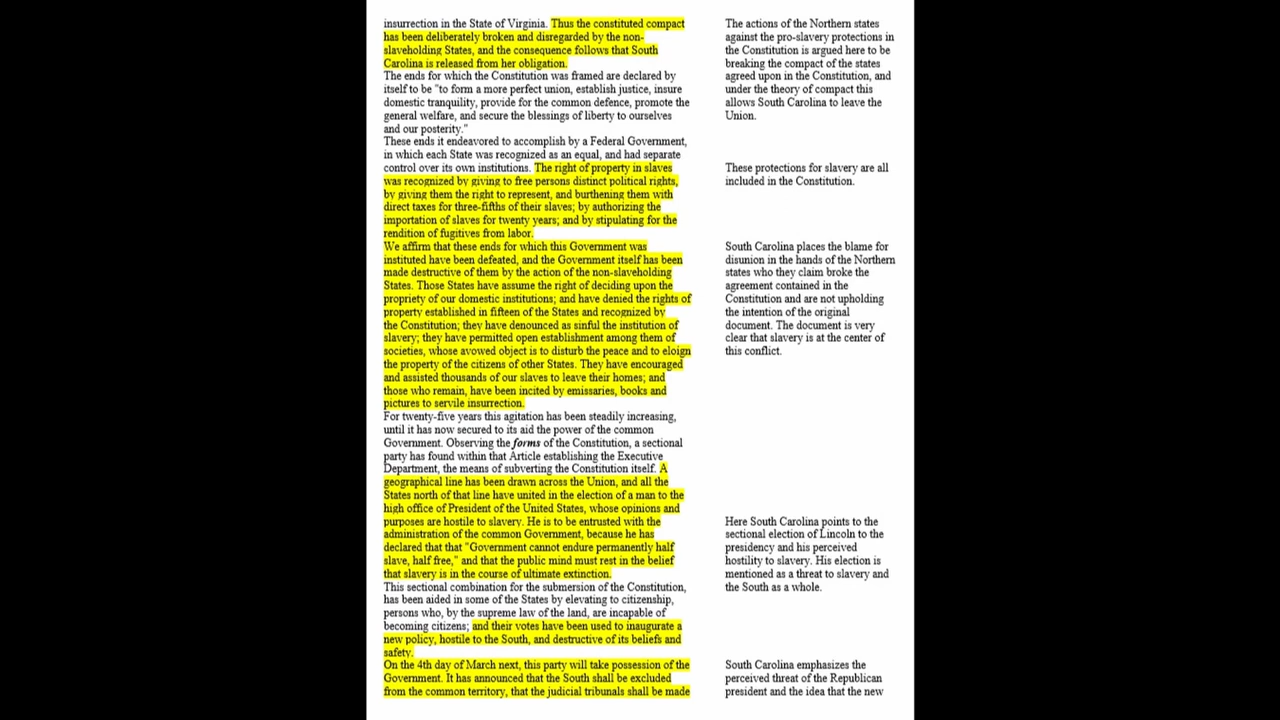 insurrection in the State of Virginia. Thus the constituted compact
has been deliberately broken and disregarded by the non-
slaveholding States, and the consequence follows that South
Carolina is released from her obligation.
The ends for which the Constitution was framed are declared by
itself to be "to form a more perfect union, establish justice, insure
domestic tranquility, provide for the common defence, promote the
general welfare, and secure the blessings of liberty to ourselves
and our posterity."
These ends it endeavored to accomplish by a Federal Government,
in which each State was recognized as an equal, and had separate
control over its own institutions. The right of property in slaves
was recognized by giving to free persons distinct political rights,
by giving them the right to represent, and burthening them with
direct taxes for three-fifths of their slaves; by authorizing the
importation of slaves for twenty years; and by stipulating for the
rendition of fugitives from labor.
We affirm that these ends for which this Government was
instituted have been defeated, and the Government itself has been
made destructive of them by the action of the non-slaveholding
States. Those States have assume the right of deciding upon the
propriety of our domestic institutions; and have denied the rights of
property established in fifteen of the States and recognized by
the Constitution; they have denounced as sinful the institution of
slavery; they have permitted open establishment among them of
societies, whose avowed object is to disturb the peace and to eloign
the property of the citizens of other States. They have encouraged
and assisted thousands of our slaves to leave their homes; and
those who remain, have been incited by emissaries, books and
pictures to servile insurrection.
For twenty-five years this agitation has been steadily increasing,
until it has now secured to its aid the power of the common
Government. Observing the forms of the Constitution, a sectional
party has found within that Article establishing the Executive
Department, the means of subverting the Constitution itself. A
geographical line has been drawn across the Union, and all the
States north of that line have united in the election of a man to the
high office of President of the United States, whose opinions and
purposes are hostile to slavery. He is to be entrusted with the
administration of the common Government, because he has
declared that that "Government cannot endure permanently half
slave, half free," and that the public mind must rest in the belief
that slavery is in the course of ultimate extinction.
This sectional combination for the submersion of the Constitution,
has been aided in some of the States by elevating to citizenship,
persons who, by the supreme law of the land, are incapable of
becoming citizens; and their votes have been used to inaugurate a
new policy, hostile to the South, and destructive of its beliefs and
safety.
On the 4th day of March next, this party will take possession of the
Government. It has announced that the South shall be excluded
from the common territory, that the judicial tribunals shall be made
The actions of the Northern states
against the pro-slavery protections in
the Constitution is argued here to be
breaking the compact of the states
agreed upon in the Constitution, and
under the theory of compact this
allows South Carolina to leave the
Union.
These protections for slavery are all
included in the Constitution.
South Carolina places the blame for
disunion in the hands of the Northern
states who they claim broke the
agreement contained in the
Constitution and are not upholding
the intention of the original
document. The document is very
clear that slavery is at the center of
this conflict.
Here South Carolina points to the
sectional election of Lincoln to the
presidency and his perceived
hostility to slavery. His election is
mentioned as a threat to slavery and
the South as a whole.
South Carolina emphasizes the
perceived threat of the Republican
president and the idea that the new